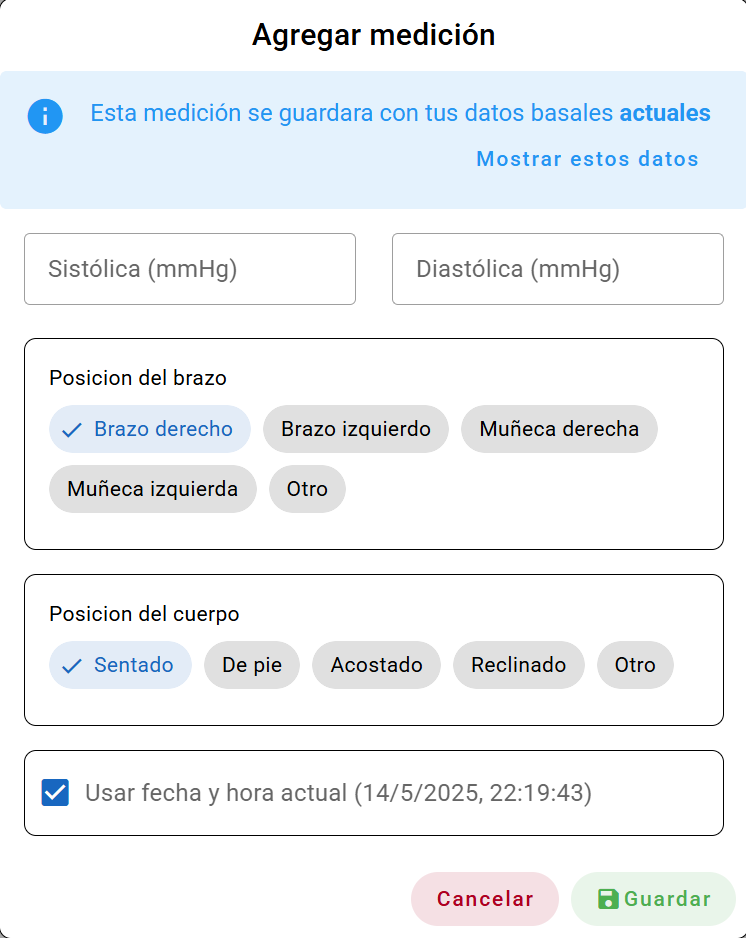 Agregar medición
Esta medición se guardara con tus datos basales actuales
Mostrar estos datos
Sistólica (mmHg) Diastólica (mmHg)
Posicion del brazo
Brazo derecho Brazo izquierdo Muñeca derecha
Muñeca izquierda Otro
Posicion del cuerpo
Sentado De pie Acostado Reclinado Otro
Usar fecha y hora actual (14/5/2025, 22:19:43)
Cancelar Guardar